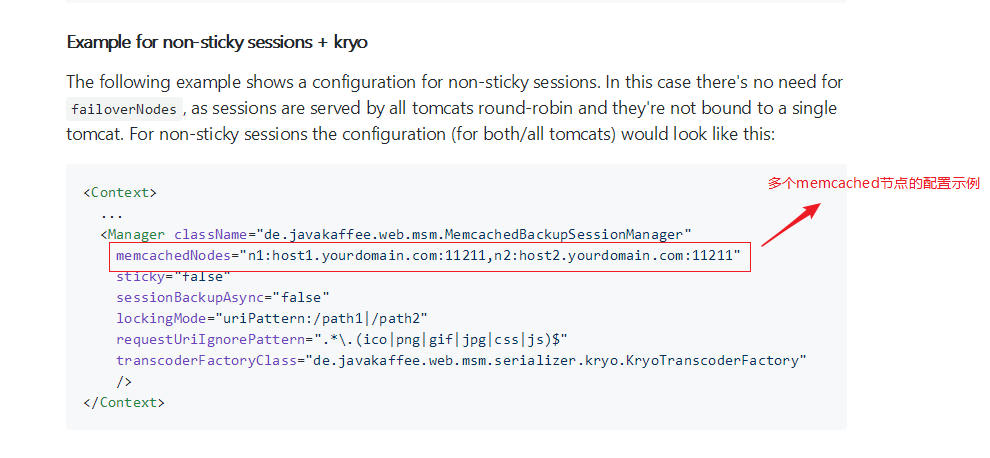 Example for non-sticky sessions + kryo
The following example shows a configuration for non-sticky sessions. In this case there's no need for
failoverNodes, as sessions are served by all tomcats round-robin and they're not bound to a single
tomcat. For non-sticky sessions the configuration (for both/all tomcats) would look like this:
多个memcached节点的配置示例
<Context>
...
<Manager className="de.javakaffee.web.msm.MemcachedBackupSessionManager"
memcachedNodes="n1:host1.yourdomain.com:11211,n2:host2.yourdomain.com:11211"
sticky="false"
sessionBackupAsync="false"
lockingMode="uriPattern:/path1|/path2"
requestUriIgnorePattern=".*\.(ico|png|gif|jpg|css|js)$"
transcoderFactoryClass="de.javakaffee.web.msm.serializer.kryo.KryoTranscoderFactory"
/>
</Context>